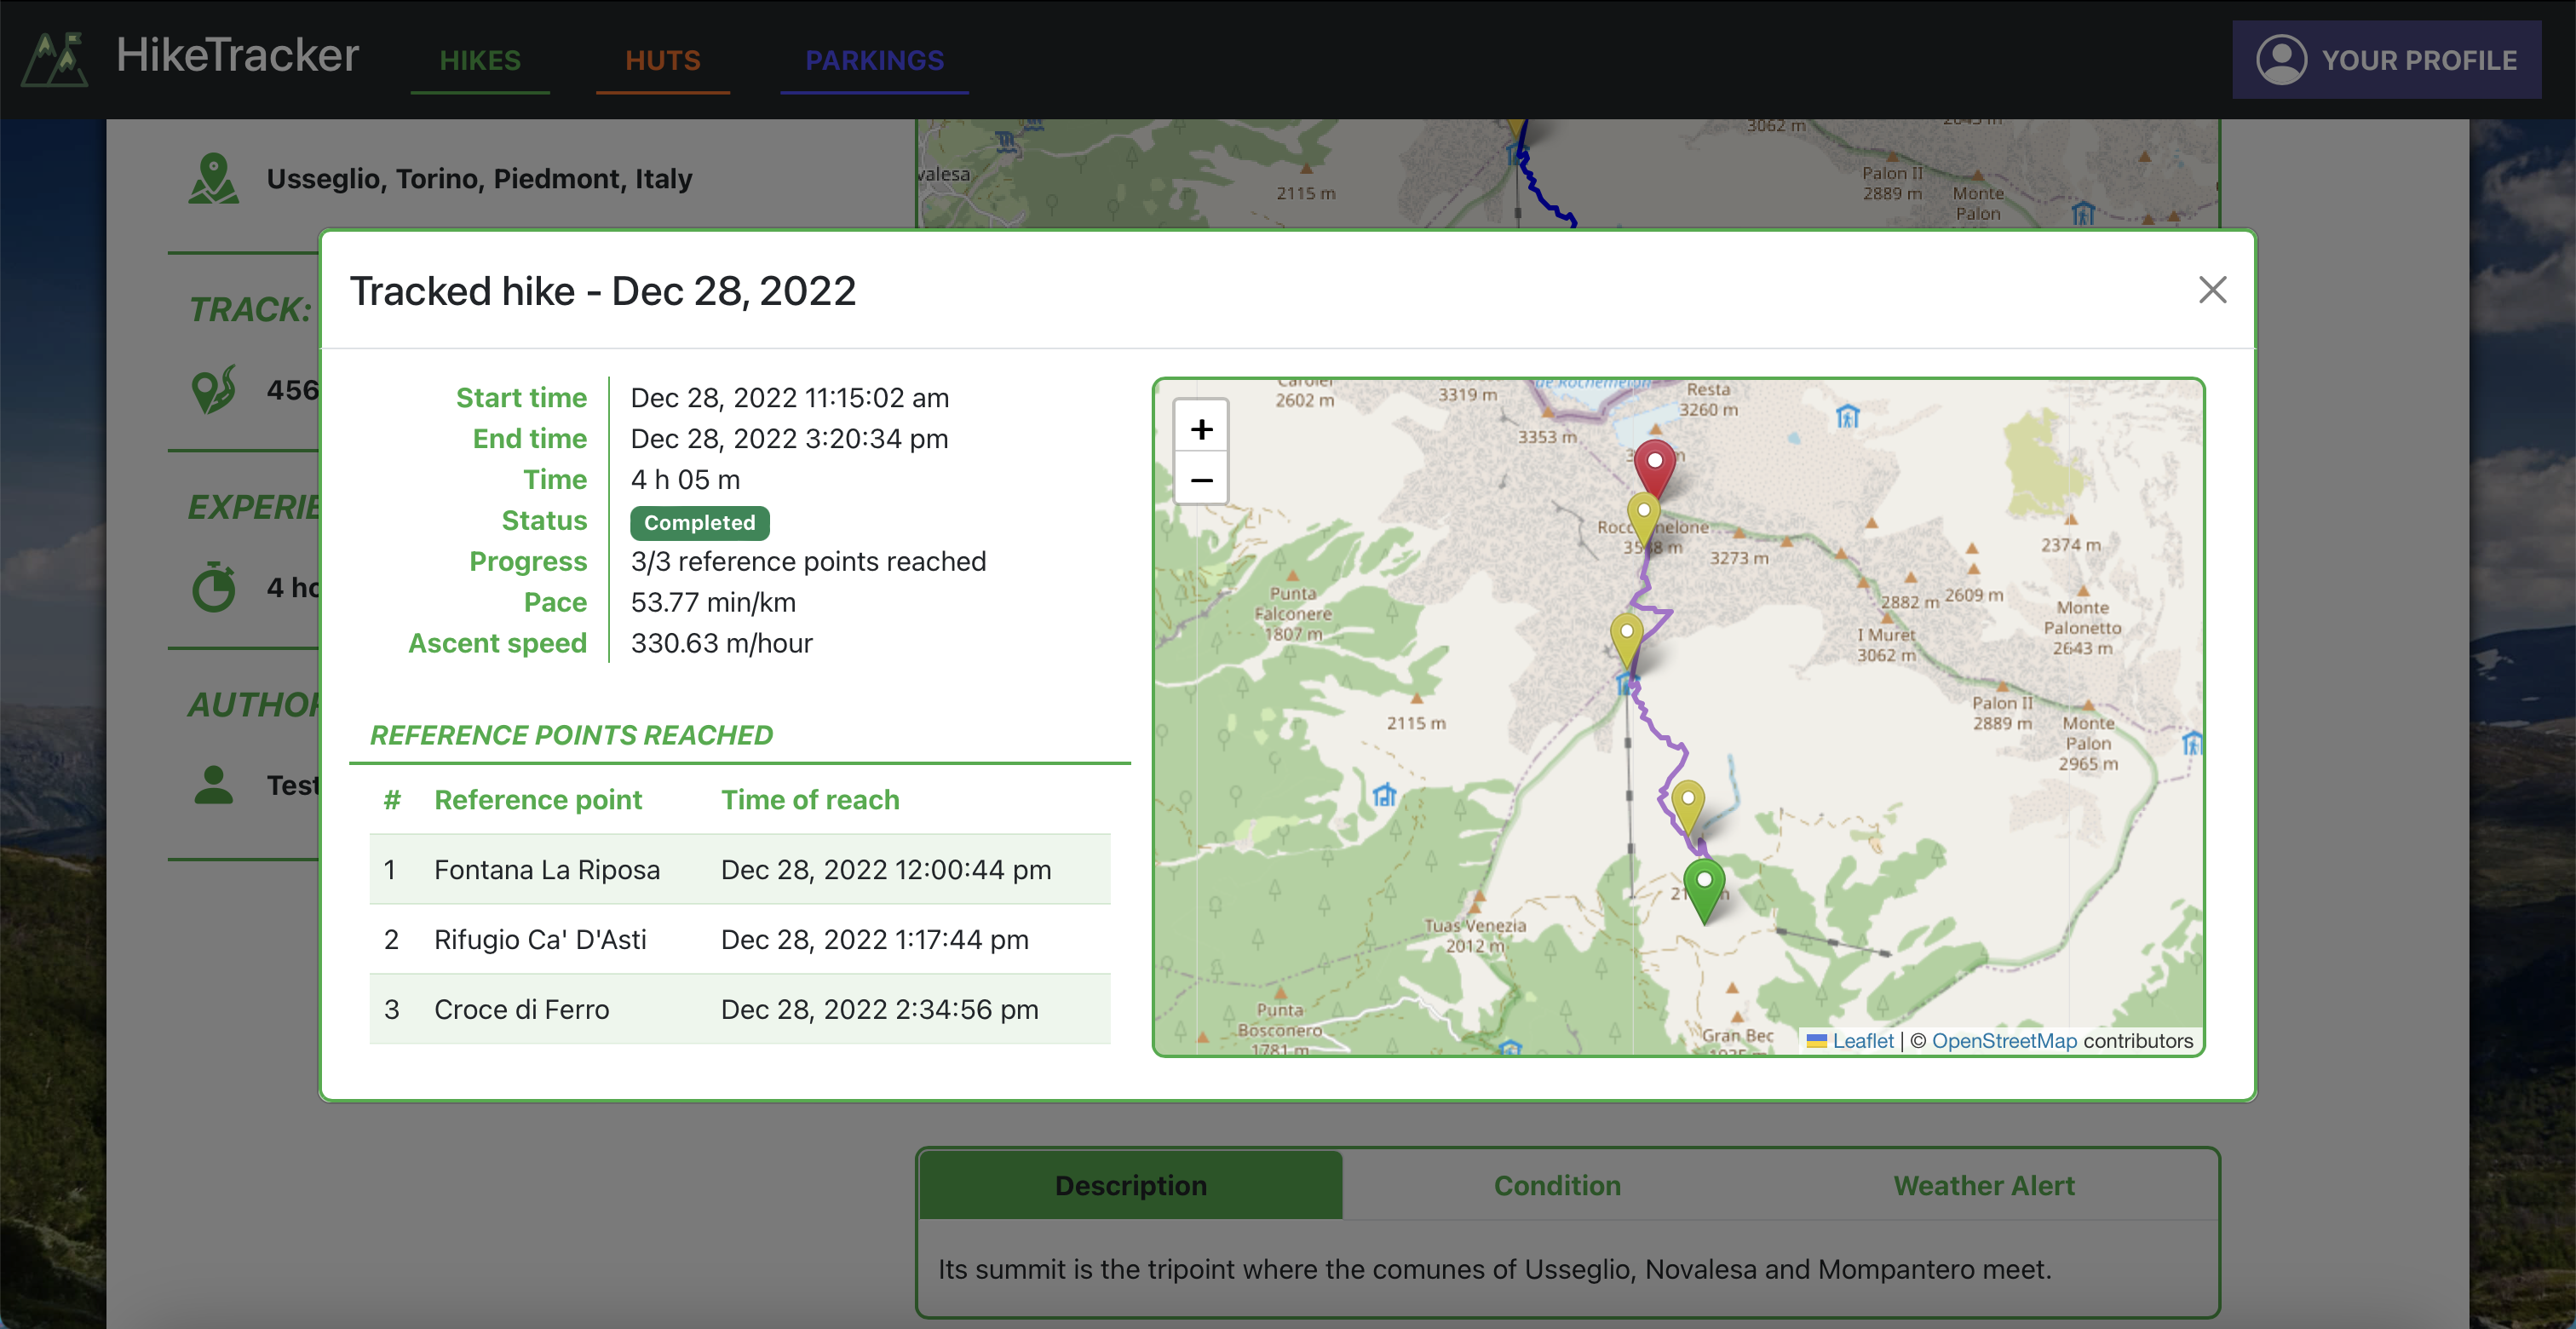 HikeTracker
HIKES
HUTS
PARKINGS
YOUR PROFILE
Usseglio, Torino, Piedmont, Italy
valesa
2115 m
3062 m
Palon II
2889 m
Monte
Palon
Tracked hike - Dec 28, 2022
TRACK:
456
EXPERIE
4 ho
AUTHOR
Test
Start time
Dec 28, 2022 11:15:02 am
End time
Dec 28, 2022 3:20:34 pm
Time
4 h 05 m
Status
Completed
Progress
3/3 reference points reached
Pace
53.77 min/km
Ascent speed
330.63 m/hour
REFERENCE POINTS REACHED
# Reference point Time of reach
1 Fontana La Riposa Dec 28, 2022 12:00:44 pm
2 Rifugio Ca' D'Asti Dec 28, 2022 1:17:44 pm
3 Croce di Ferro Dec 28, 2022 2:34:56 pm
+
−
2602 m
3319 m
de Rochemelon
Resta
3260 m
3353 m
3273 m
2374 m
Punta
Falconere
1807 m
2882 m
2609 m
Monte
Palonetto
2643 m
I Muret
3062 m
2115 m
Palon II
2889 m
Monte
Palon
2965 m
Tuas Venezia
2012 m
Punta
Bosconero
1781 m
Gran Bec
Leaflet | © OpenStreetMap contributors
Description
Condition
Weather Alert
Its summit is the tripoint where the comunes of Usseglio, Novalesa and Mompantero meet.